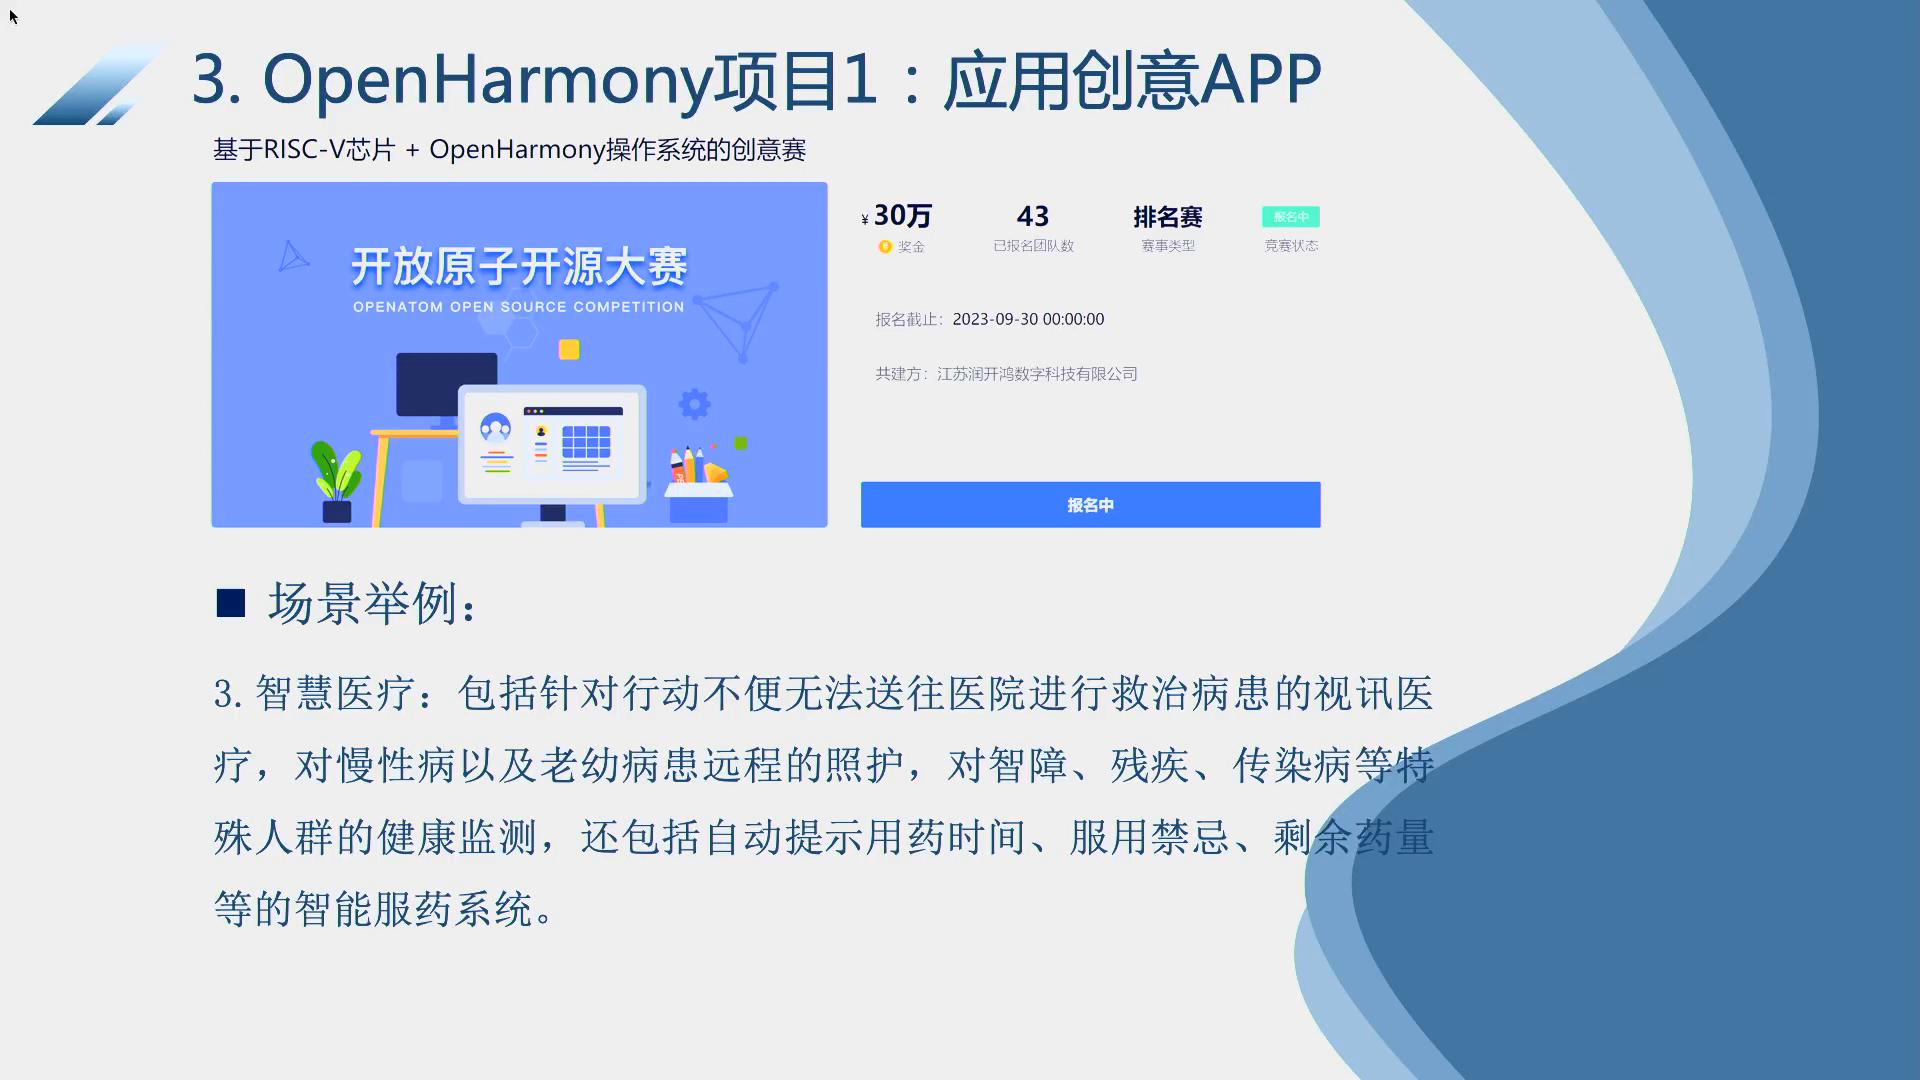 3. OpenHarmony项目1：应用创意APP
基于RISC-V芯片 + OpenHarmony操作系统的创意赛
开放原子开源大赛
OPENATOM OPEN SOURCE COMPETITION
¥ 30万
奖金
43
已报名团队数
排名赛
赛事类型
报名中
竞赛状态
报名截止：2023-09-30 00:00:00
共建方：江苏润开鸿数字科技有限公司
报名中
场景举例：
3. 智慧医疗：包括针对行动不便无法送往医院进行救治病患的视讯医
疗，对慢性病以及老幼病患远程的照护，对智障、残疾、传染病等特
殊人群的健康监测，还包括自动提示用药时间、服用禁忌、剩余药量
等的智能服药系统。